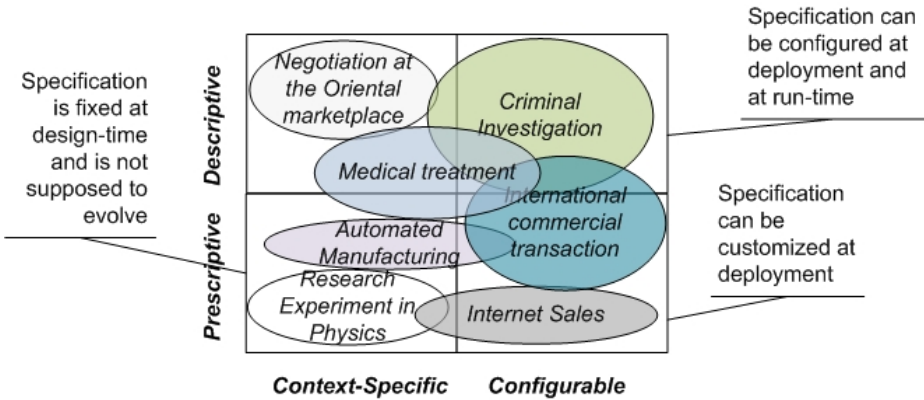 Specification
is fixed at
design-time
and is not
supposed to
evolve
Descriptive
Prescriptive
Negotiation at
the Oriental
marketplace
Criminal
Investigation
Medical treatment
International
commercial
transaction
Automated
Manufacturing
Research
Experiment in
Physics
Internet Sales
Context-Specific
Configurable
Specification can
be configured at
deployment and
at run-time
Specification
can be
customized at
deployment